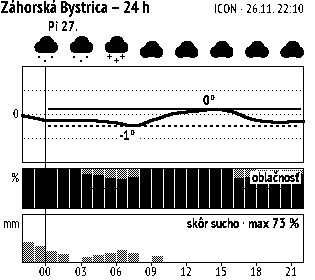 Záhorská Bystrica – 24 h
ICON · 26.11. 22:10
Pi 27.
0°
0
-1°
%
oblačnosť
mm
skôr sucho · max 73 %
00 03 06 09 12 15 18 21